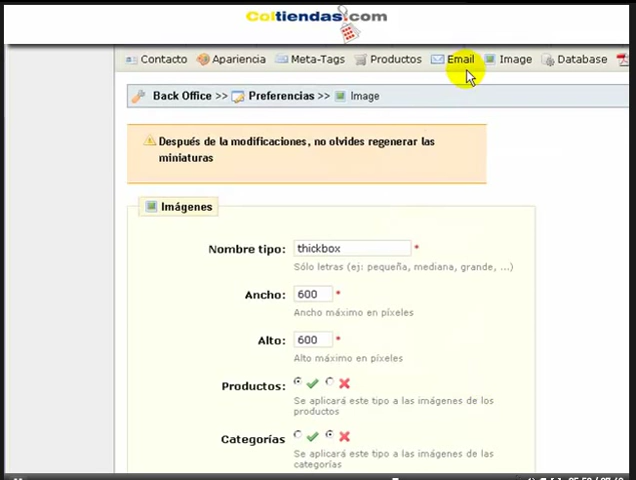 Coltiendas.com
Contacto Apariencia Meta-Tags Productos Email Image Database
Back Office >> Preferencias >> Image
Después de la modificaciones, no olvides regenerar las
miniaturas
Imágenes
Nombre tipo: thickbox *
Sólo letras (ej: pequeña, mediana, grande, ...)
Ancho: 600 *
Ancho máximo en píxeles
Alto: 600 *
Alto máximo en píxeles
Productos:
Se aplicará este tipo a las imágenes de los
productos
Categorías
Se aplicará este tipo a las imágenes de las
categorías